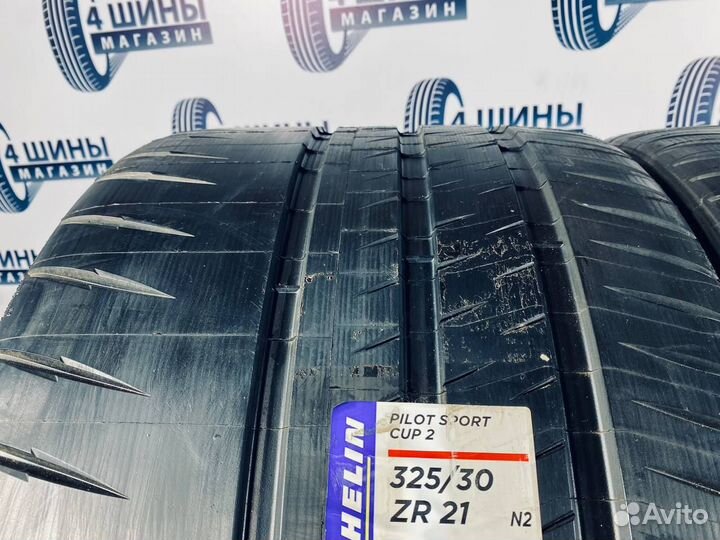 4 ШИНЫ
МАГАЗИН
4 ШИНЫ
МАГАЗИН
4 ШИНЫ
МАГАЗИН
4 ШИНЫ
МАГАЗИН
PILOT SPORT
CUP 2
325/30
ZR 21
N2
HELIN
Avito